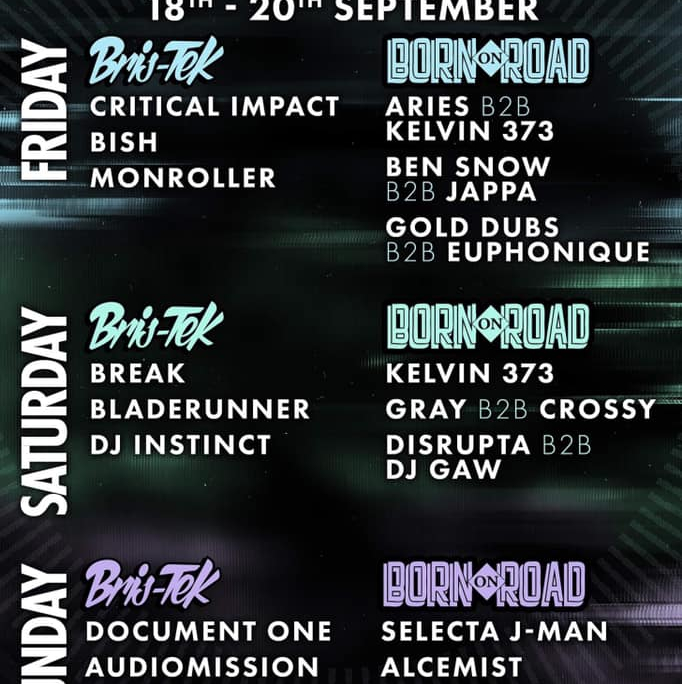 18TH - 20TH SEPTEMBER
FRIDAY
Bris-Tek
CRITICAL IMPACT
BISH
MONROLLER
BORN ON ROAD
ARIES B2B
KELVIN 373
BEN SNOW
B2B JAPPA
GOLD DUBS
B2B EUPHONIQUE
SATURDAY
Bris-Tek
BREAK
BLADERUNNER
DJ INSTINCT
BORN ON ROAD
KELVIN 373
GRAY B2B CROSSY
DISRUPTA B2B
DJ GAW
UNDAY
Bris-Tek
DOCUMENT ONE
AUDIOMISSION
BORN ON ROAD
SELECTA J-MAN
ALCEMIST